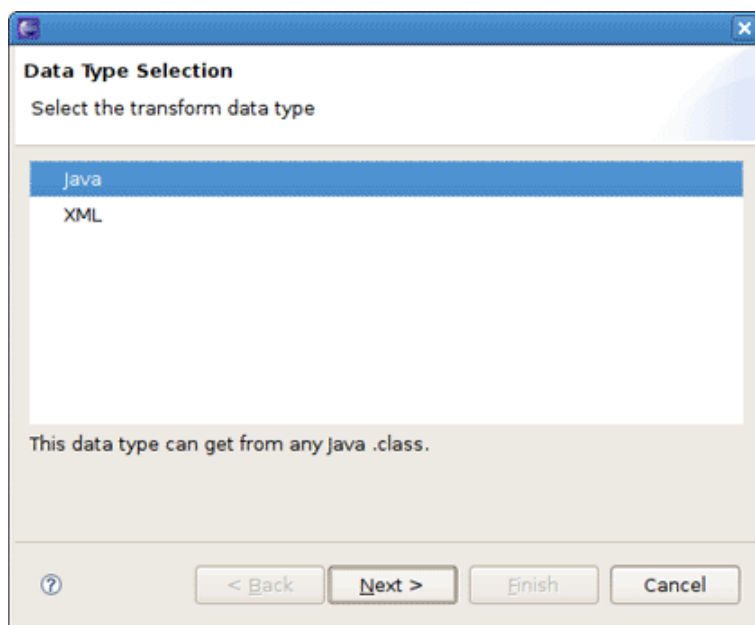 Data Type Selection
Select the transform data type
Java
XML
This data type can get from any Java .class.
< Back Next > Finish Cancel